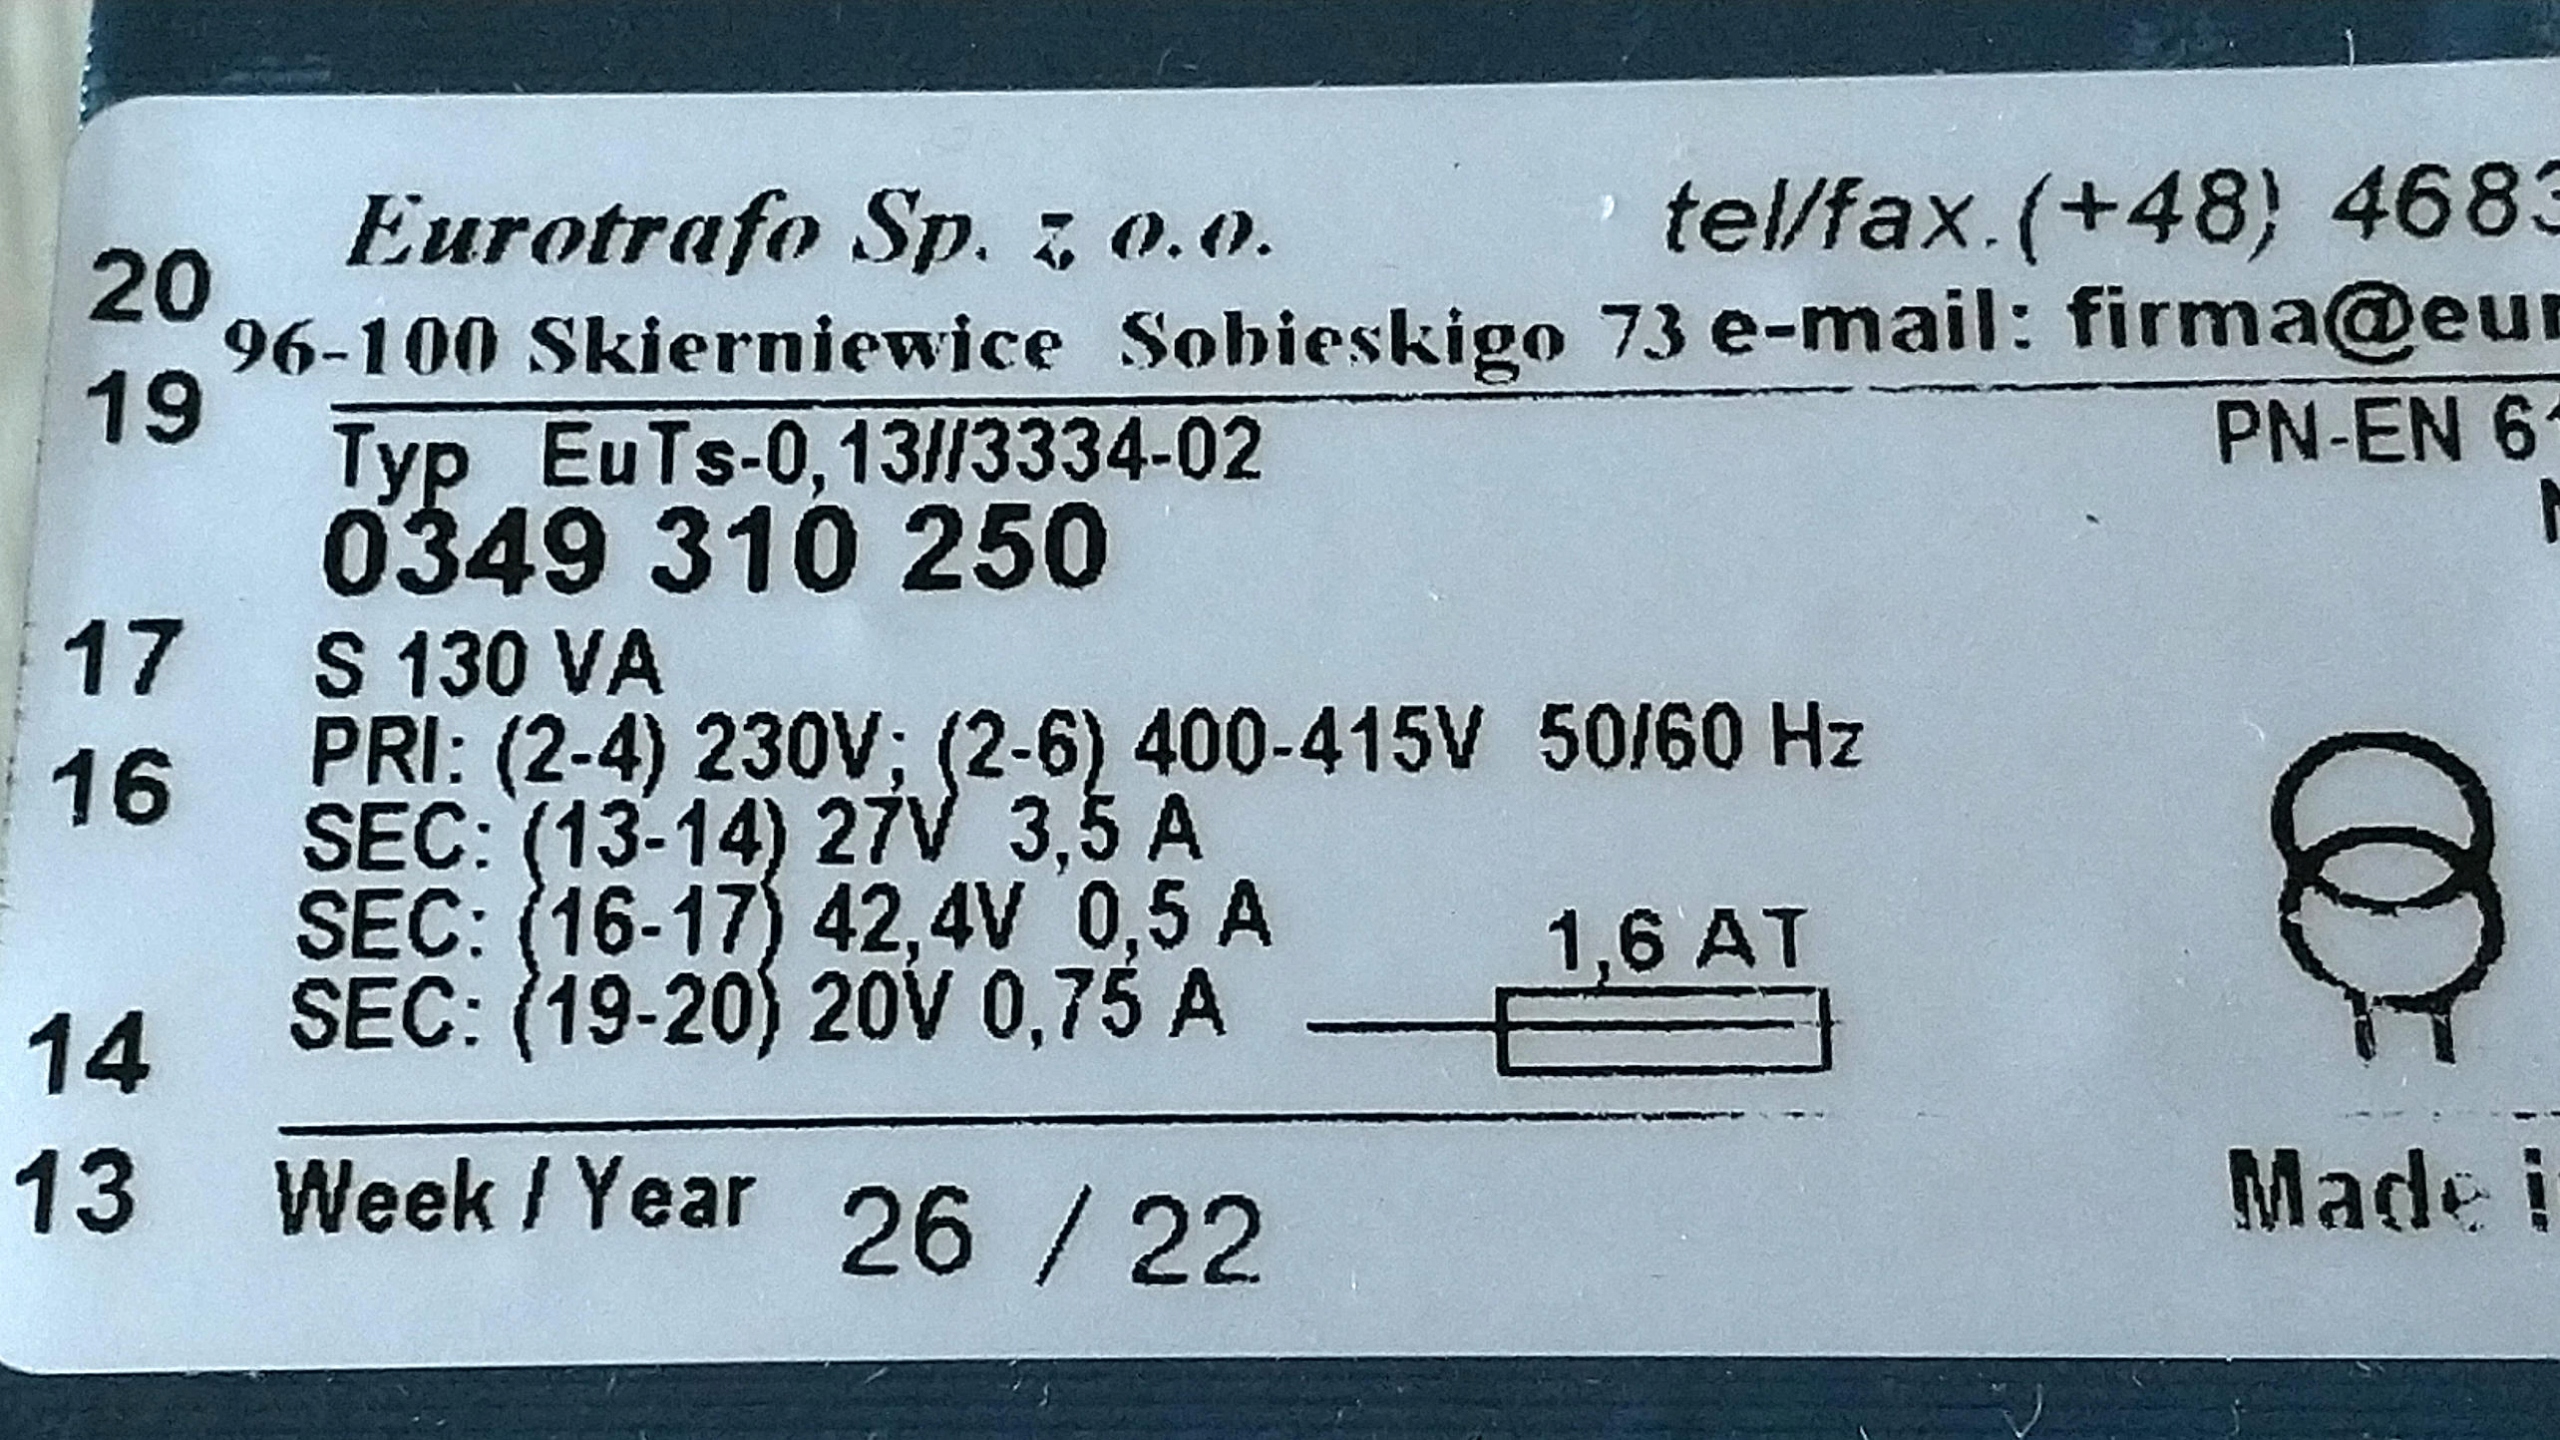 Eurotrafo Sp. z o.o. tel/fax.(+48) 4683
20
96-100 Skierniewice Sobieskigo 73 e-mail: firma@eur
19
Typ EuTs-0,13//3334-02 PN-EN 61
0349 310 250
17 S 130 VA
PRI: (2-4) 230V; (2-6) 400-415V 50/60 Hz
16
SEC: (13-14) 27V 3,5 A
SEC: (16-17) 42,4V 0,5 A
1,6 AT
SEC: (19-20) 20V 0,75 A
14
13 Week / Year 26 / 22 Made i